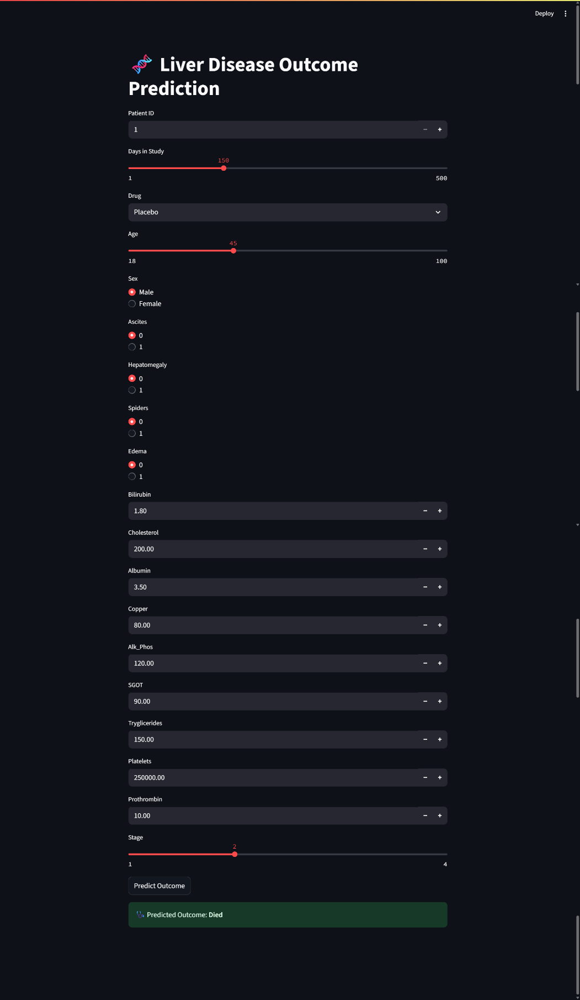 Deploy
Liver Disease Outcome
Prediction
Patient ID
1
Days in Study
150
1 500
Drug
Placebo
Age
45
18 100
Sex
Male
Female
Ascites
0
1
Hepatomegaly
0
1
Spiders
0
1
Edema
0
1
Bilirubin
1.80
Cholesterol
200.00
Albumin
3.50
Copper
80.00
Alk_Phos
120.00
SGOT
90.00
Tryglicerides
150.00
Platelets
250000.00
Prothrombin
10.00
Stage
2
1 4
Predict Outcome
Predicted Outcome: Died